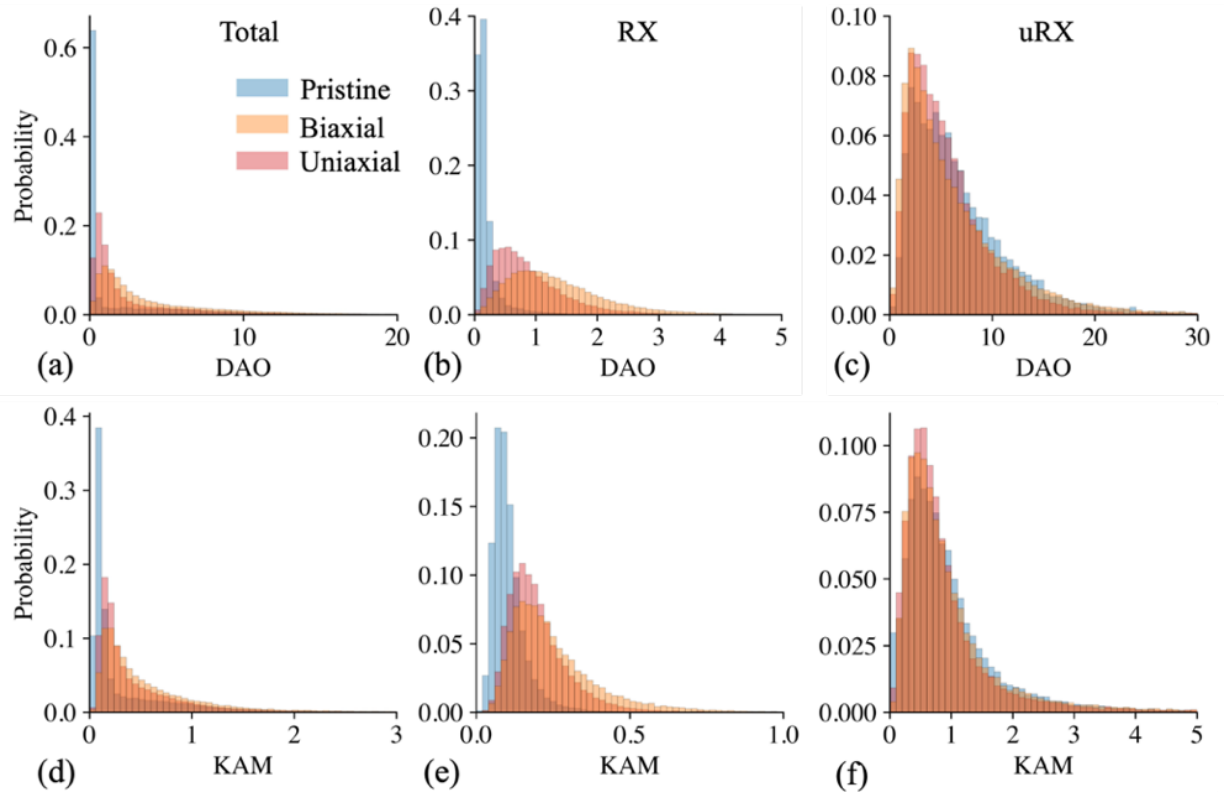 Total
RX
uRX
Pristine
Biaxial
Uniaxial
Probability
0.6
0.4
0.2
0.0
0
10
20
DAO
(a)
0.4
0.3
0.2
0.1
0.0
0
1
2
3
4
5
DAO
(b)
0.10
0.08
0.06
0.04
0.02
0.00
0
10
20
30
DAO
(c)
Probability
0.4
0.3
0.2
0.1
0.0
0
1
2
3
KAM
(d)
0.20
0.15
0.10
0.05
0.00
0.0
0.5
1.0
KAM
(e)
0.100
0.075
0.050
0.025
0.000
0
1
2
3
4
5
KAM
(f)